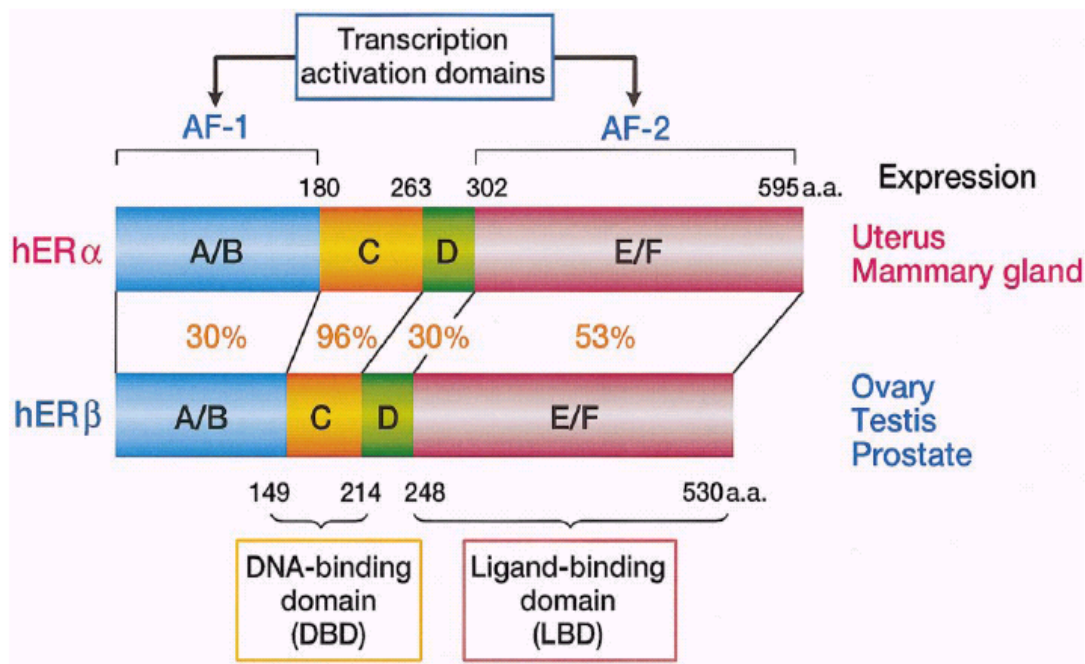 Transcription
activation domains
AF-1
AF-2
180
263
302
595 a.a.
Expression
hERα
A/B
C
D
E/F
Uterus
Mammary gland
30%
96%
30%
53%
hERβ
A/B
C
D
E/F
Ovary
Testis
Prostate
149
214
248
530 a.a.
DNA-binding
domain
(DBD)
Ligand-binding
domain
(LBD)